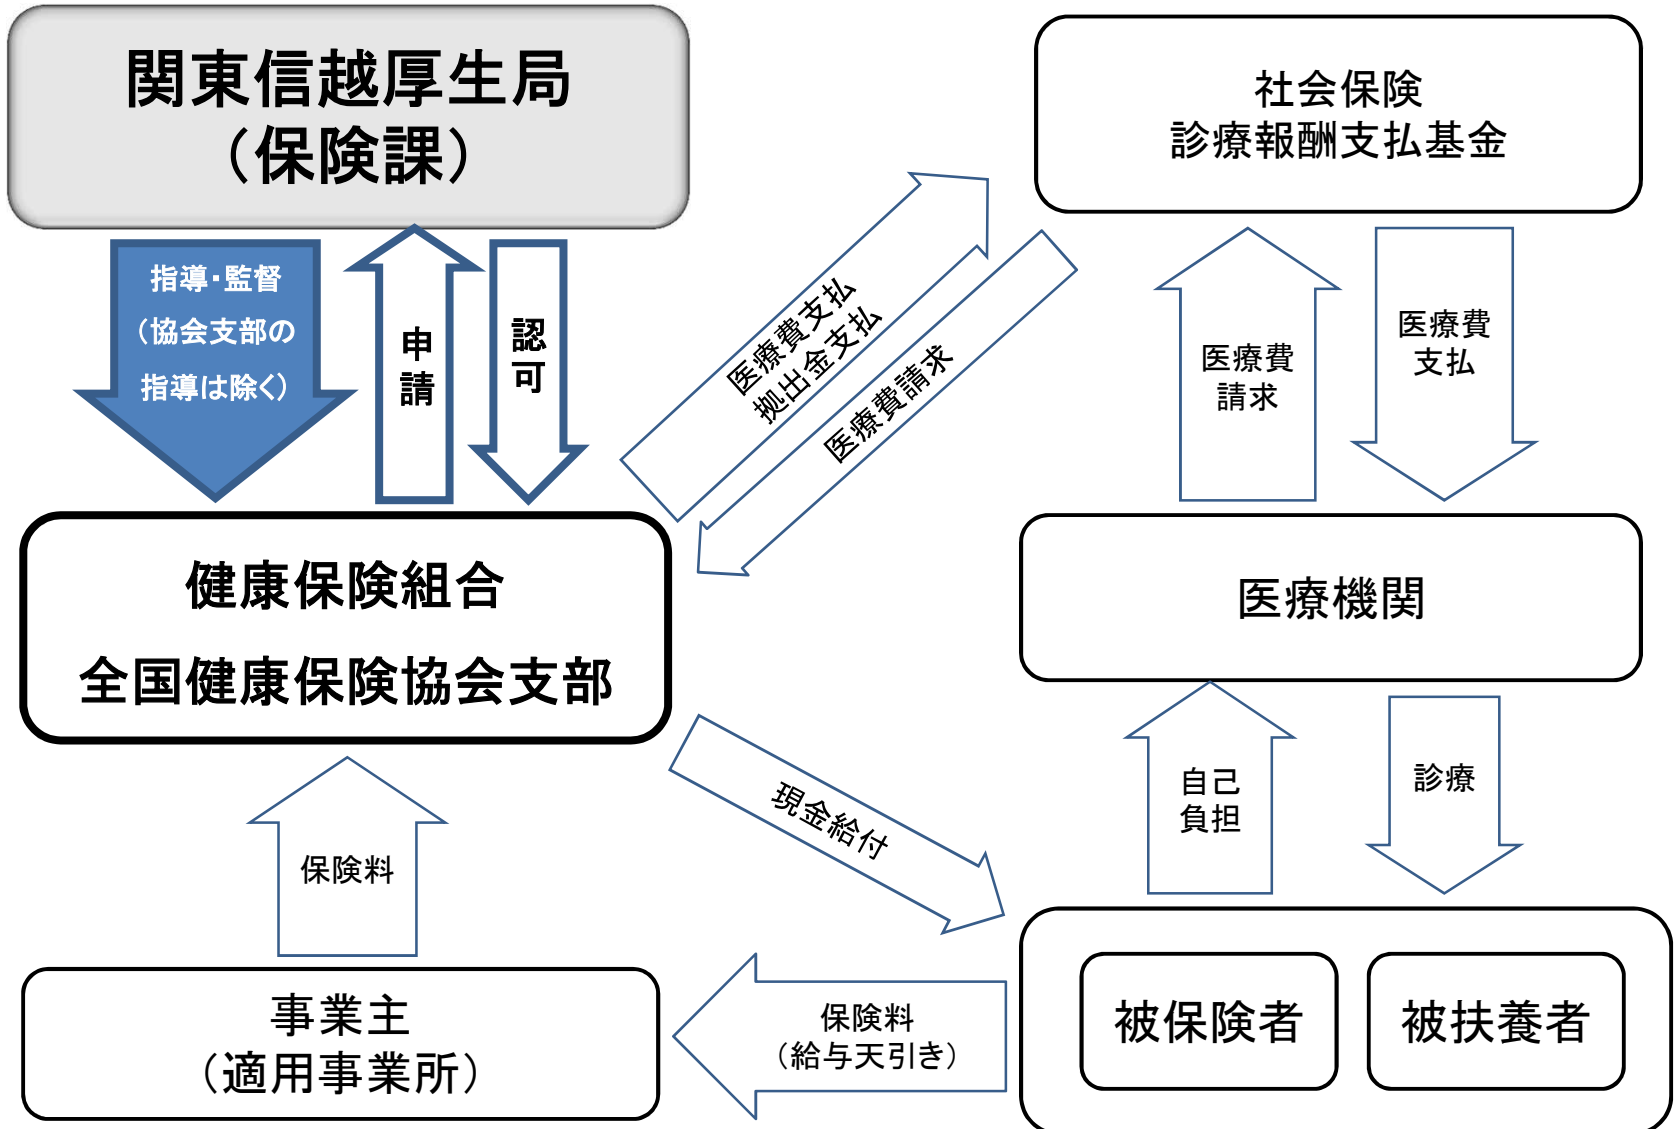 関東信越厚生局
（保険課）
社会保険
診療報酬支払基金
指導・監督
（協会支部の
指導は除く）
申
請
認
可
医療費支払
拠出金支払
医療費請求
医療費
請求
医療費
支払
健康保険組合
全国健康保険協会支部
医療機関
保険料
現金給付
自己
負担
診療
事業主
（適用事業所）
保険料
（給与天引き）
被保険者
被扶養者